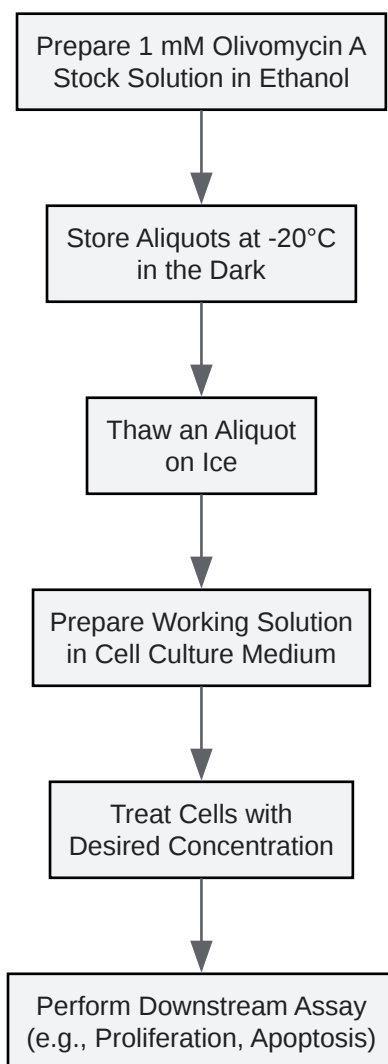 Prepare 1 mM Olivomycin A
Stock Solution in Ethanol
Store Aliquots at -20°C
in the Dark
Thaw an Aliquot
on Ice
Prepare Working Solution
in Cell Culture Medium
Treat Cells with
Desired Concentration
Perform Downstream Assay
(e.g., Proliferation, Apoptosis)